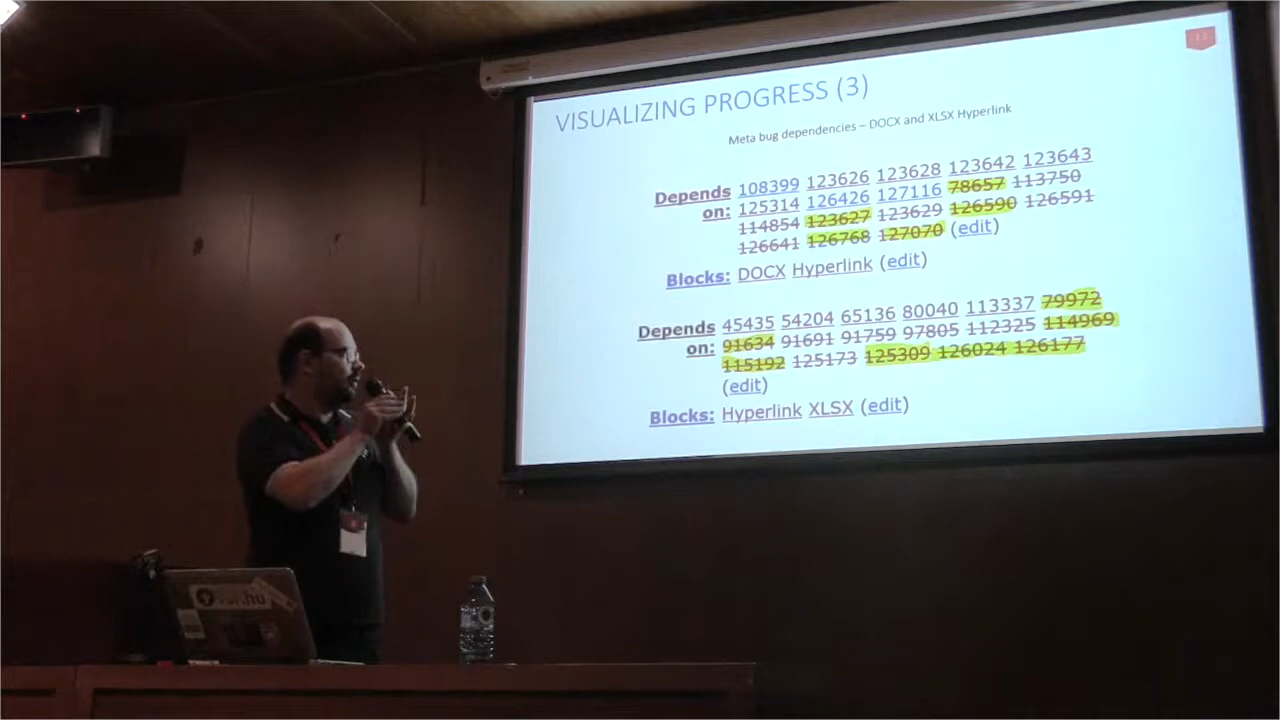 13
VISUALIZING PROGRESS (3)
Meta bug dependencies – DOCX and XLSX Hyperlink
Depends on: 108399 123626 123628 123642 123643
125314 126426 127116 78657 113750
114854 123627 123629 126590 126591
126641 126768 127070 (edit)
Blocks: DOCX Hyperlink (edit)
Depends on: 45435 54204 65136 80040 113337 79972
91634 91691 91759 97805 112325 114969
115192 125173 125309 126024 126177
(edit)
Blocks: Hyperlink XLSX (edit)